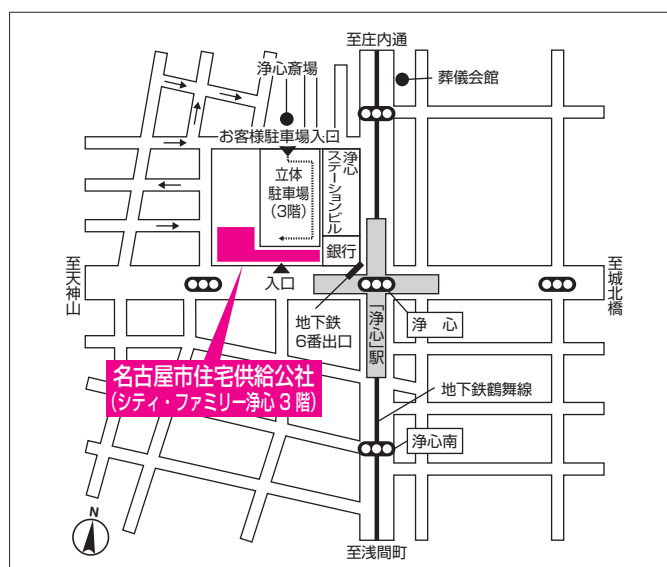 至庄内通
浄心斎場
葬儀会館
お客様駐車場入口
立体
駐車場
(3階)
浄心
ステーションビル
銀行
至天神山
至城北橋
入口
地下鉄
6番出口
「浄心」駅
浄 心
名古屋市住宅供給公社
(シティ・ファミリー浄心 3 階)
地下鉄鶴舞線
浄心南
N
至浅間町